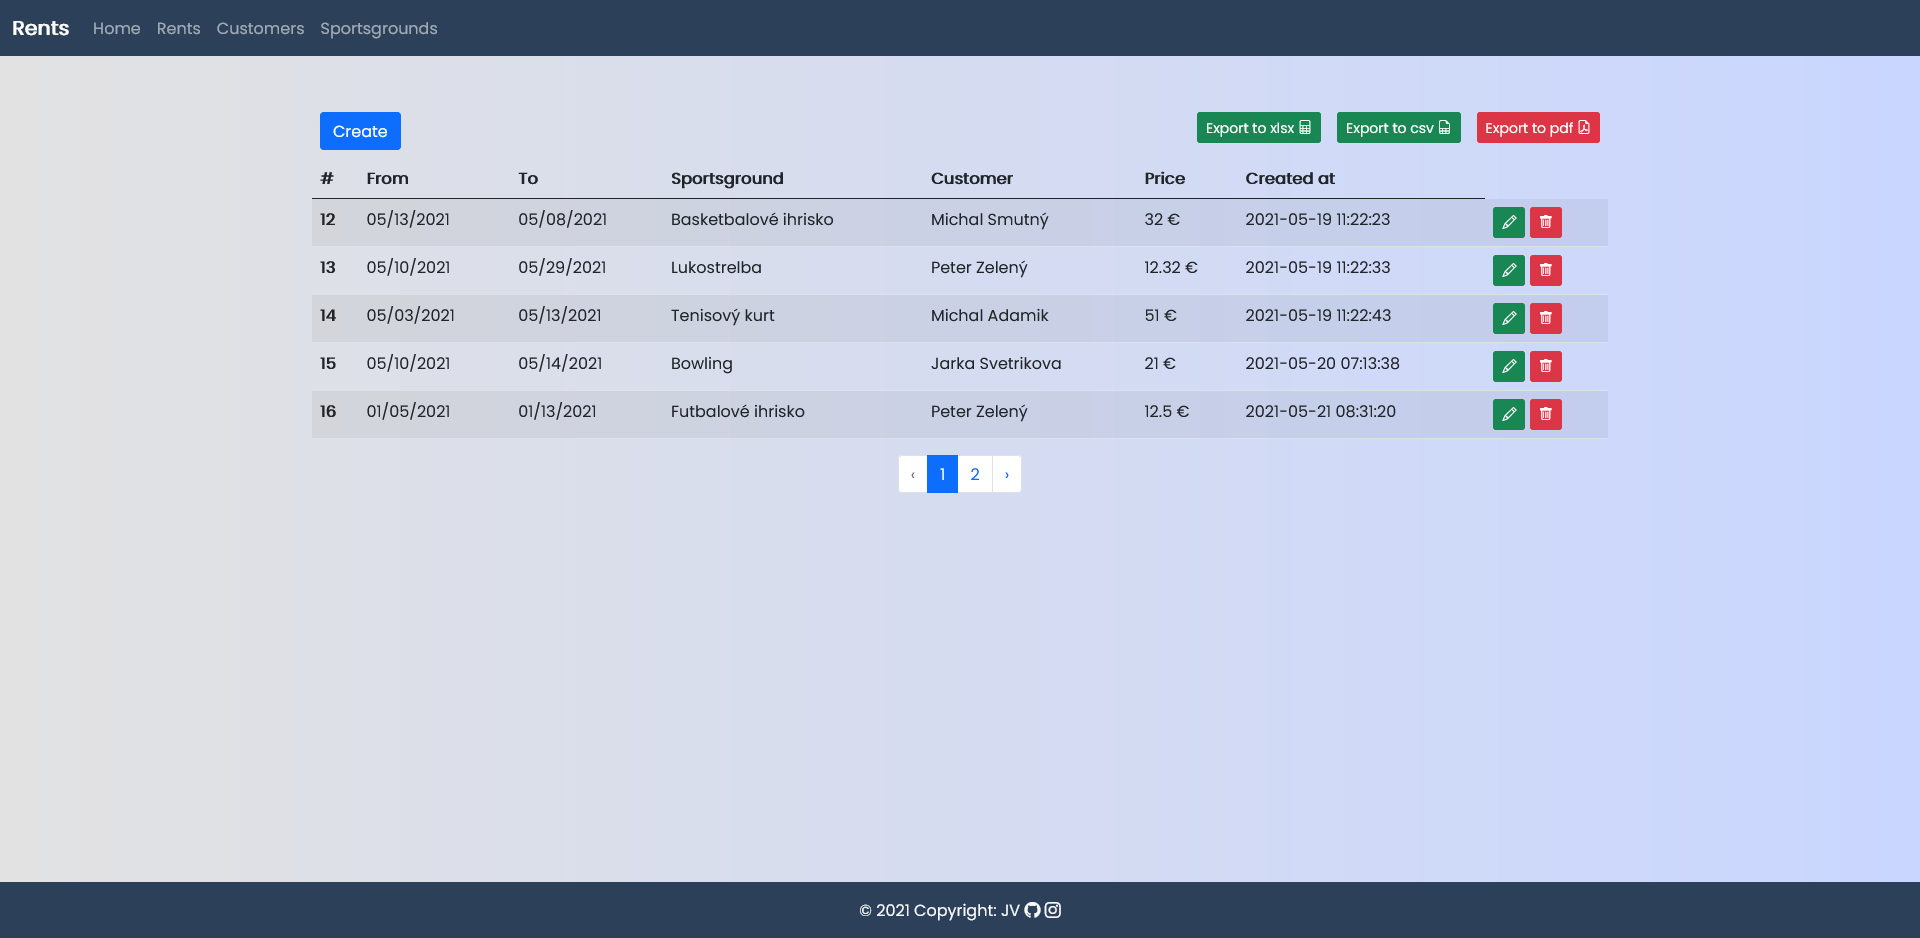 Rents Home Rents Customers Sportsgrounds
Create Export to xlsx Export to csv Export to pdf
# From To Sportsground Customer Price Created at
12 05/13/2021 05/08/2021 Basketbalové ihrisko Michal Smutný 32 € 2021-05-19 11:22:23
13 05/10/2021 05/29/2021 Lukostrelba Peter Zelený 12.32 € 2021-05-19 11:22:33
14 05/03/2021 05/13/2021 Tenisový kurt Michal Adamik 51 € 2021-05-19 11:22:43
15 05/10/2021 05/14/2021 Bowling Jarka Svetrikova 21 € 2021-05-20 07:13:38
16 01/05/2021 01/13/2021 Futbalové ihrisko Peter Zelený 12.5 € 2021-05-21 08:31:20
‹ 1 2 ›
© 2021 Copyright: JV